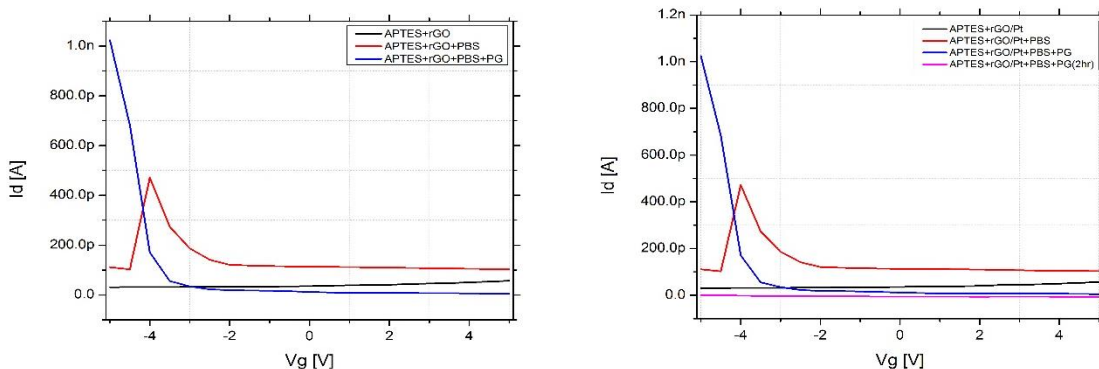 APTES+rGO
APTES+rGO+PBS
APTES+rGO+PBS+PG
1.0n
800.0p
600.0p
400.0p
200.0p
0.0
Id [A]
-4
-2
0
2
4
Vg [V]
1.2n
APTES+rGO/Pt
APTES+rGO/Pt+PBS
APTES+rGO/Pt+PBS+PG
APTES+rGO/Pt+PBS+PG(2hr)
1.0n
800.0p
600.0p
400.0p
200.0p
0.0
Id [A]
-4
-2
0
2
4
Vg [V]